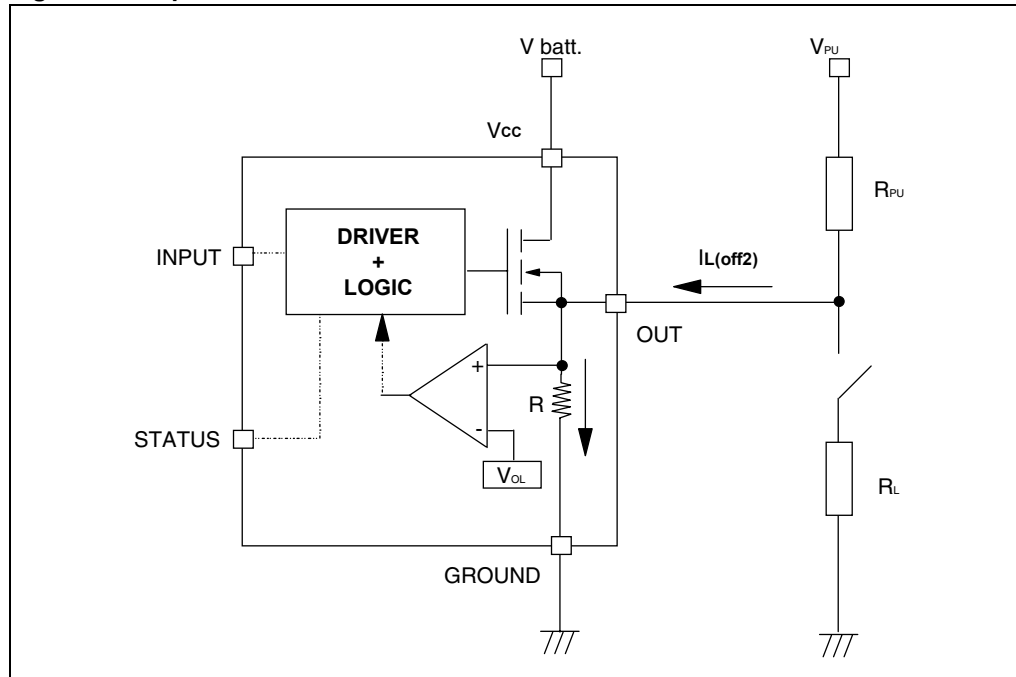 V batt.
VPU
Vcc
RPU
DRIVER
+
LOGIC
INPUT
IL(off2)
OUT
+
R
-
STATUS
VOL
RL
GROUND